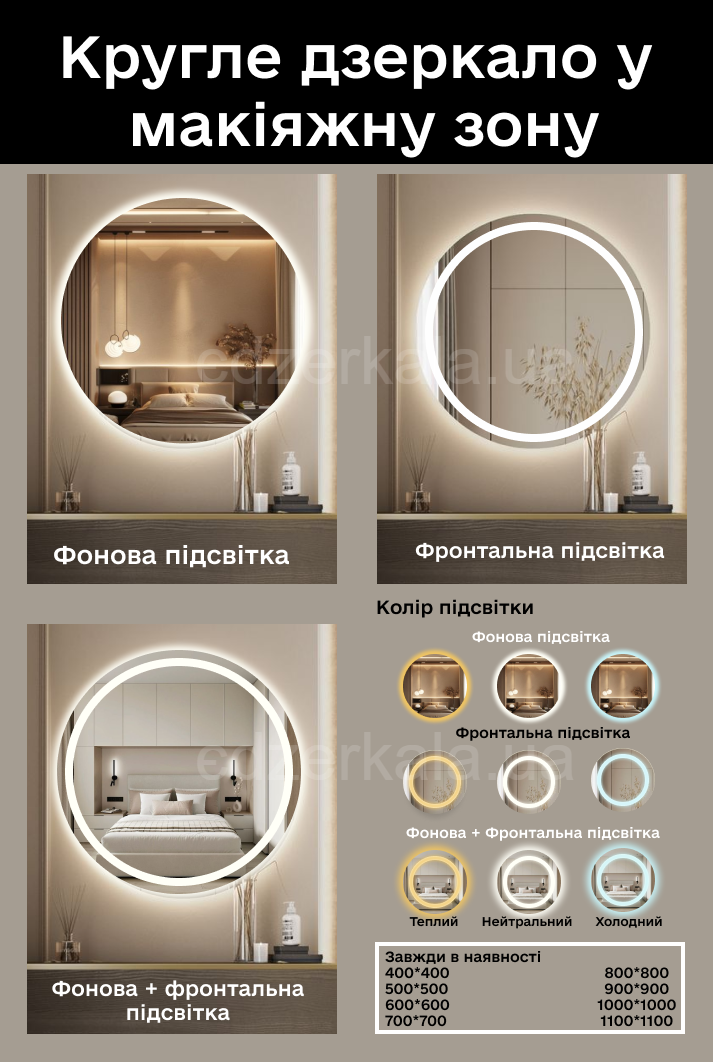 Кругле дзеркало у
макіяжну зону
edzerkala.ua
Фонова підсвітка
Фронтальна підсвітка
Колір підсвітки
Фонова підсвітка
Фронтальна підсвітка
edzerkala.ua
Фонова + Фронтальна підсвітка
Теплий Нейтральний Холодний
Фонова + фронтальна
підсвітка
Завжди в наявності
400*400 800*800
500*500 900*900
600*600 1000*1000
700*700 1100*1100